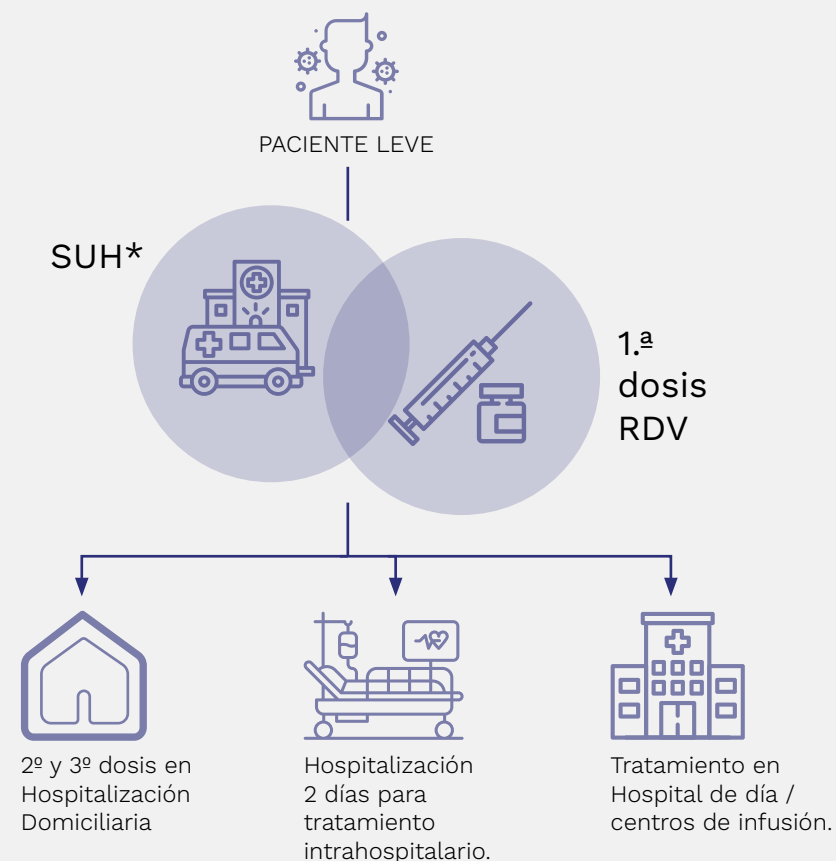 PACIENTE LEVE
SUH*
1.ª
dosis
RDV
2º y 3º dosis en
Hospitalización
Domiciliaria
Hospitalización
2 días para
tratamiento
intrahospitalario.
Tratamiento en
Hospital de día /
centros de infusión.